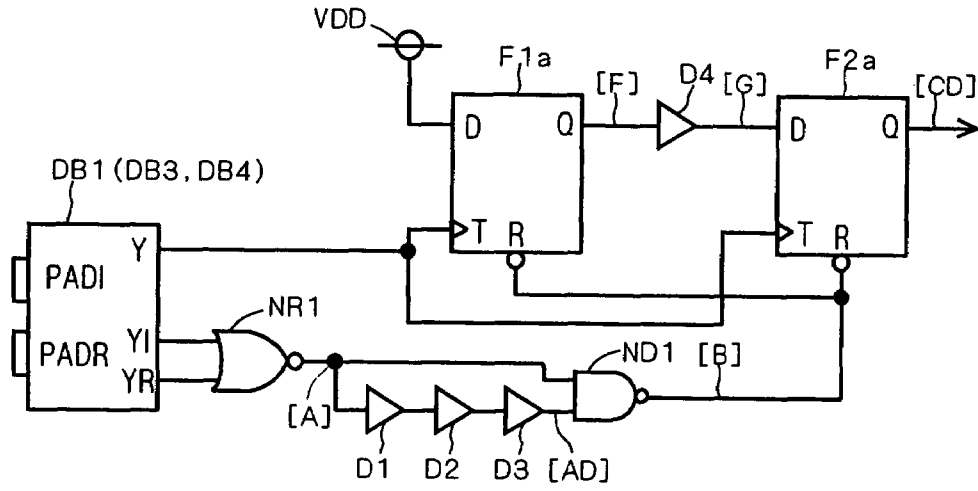 VDD
F1a
[F]
D4
[G]
F2a
[CD]
D
Q
D
Q
DB1(DB3,DB4)
T
R
T
R
Y
PADI
NR1
YI
ND1
PADR
[B]
YR
[A]
D1
D2
D3
[AD]